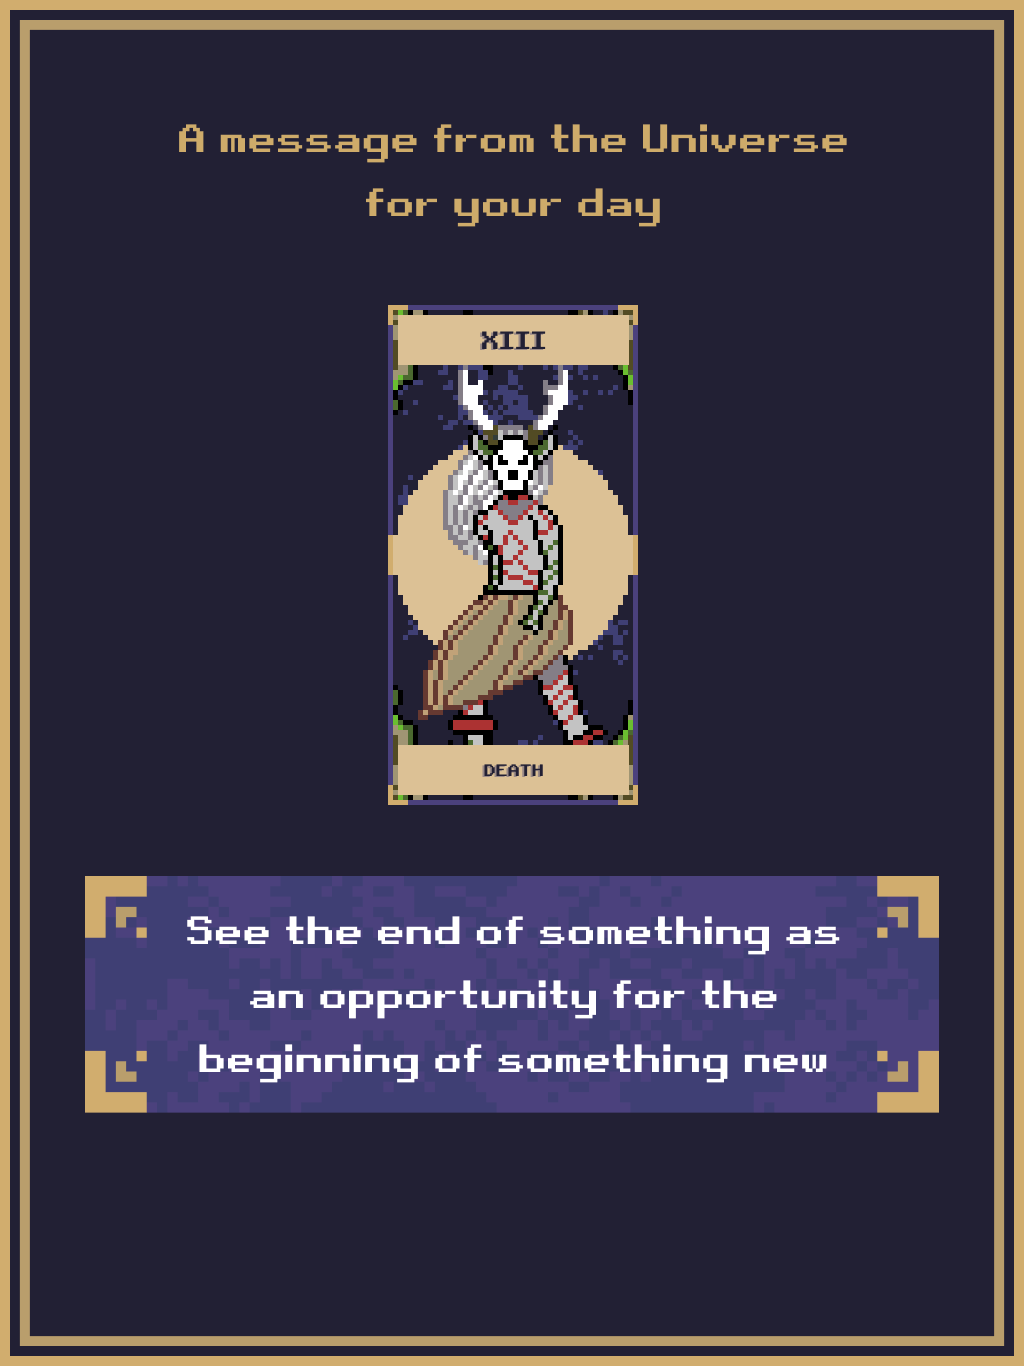 A message from the Universe
for your day
XIII
DEATH
See the end of something as
an opportunity for the
beginning of something new